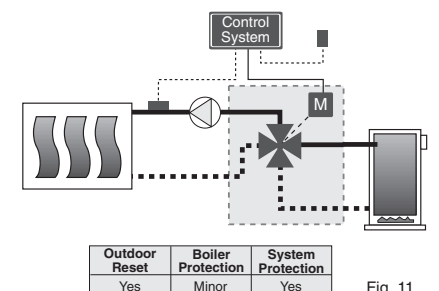 Control
System
M
Outdoor Reset Boiler Protection System Protection
Yes Minor Yes
Fig. 11